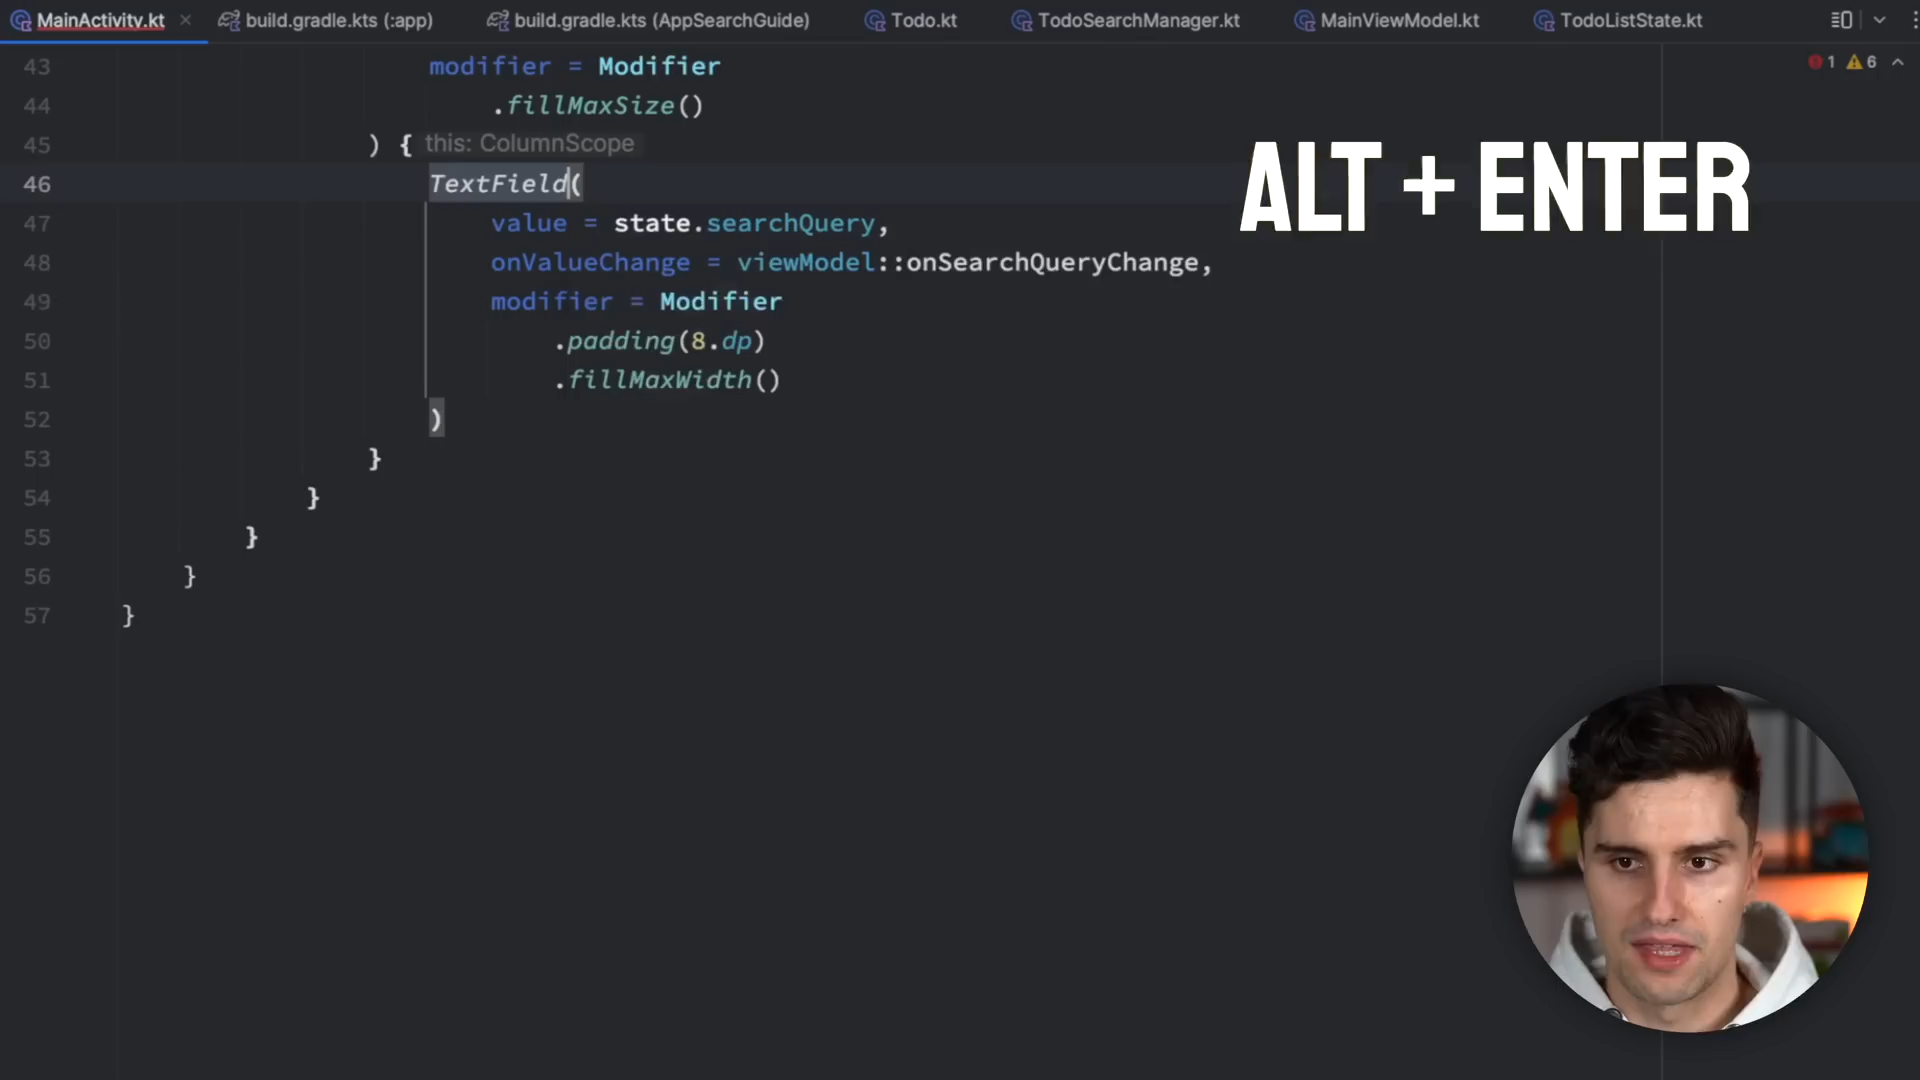 MainActivity.kt build.gradle.kts (:app) build.gradle.kts (AppSearchGuide) Todo.kt TodoSearchManager.kt MainViewModel.kt TodoListState.kt
1 6
43 modifier = Modifier
44 .fillMaxSize()
45 ) { this: ColumnScope
ALT + ENTER
46 TextField(
47 value = state.searchQuery,
48 onValueChange = viewModel::onSearchQueryChange,
49 modifier = Modifier
50 .padding(8.dp)
51 .fillMaxWidth()
52 )
53 }
54 }
55 }
56 }
57 }